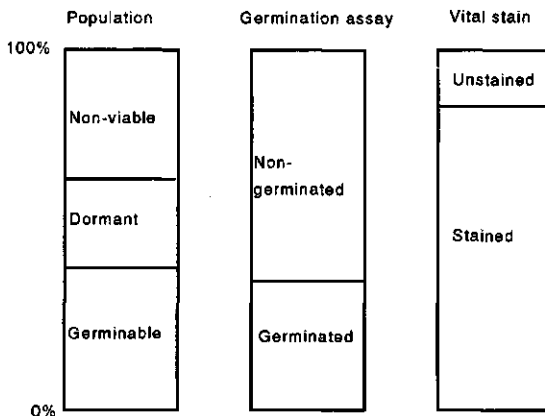 Population
Germination assay
Vital stain
100%
Unstained
Non-viable
Non-
germinated
Dormant
Stained
Germinable
Germinated
0%